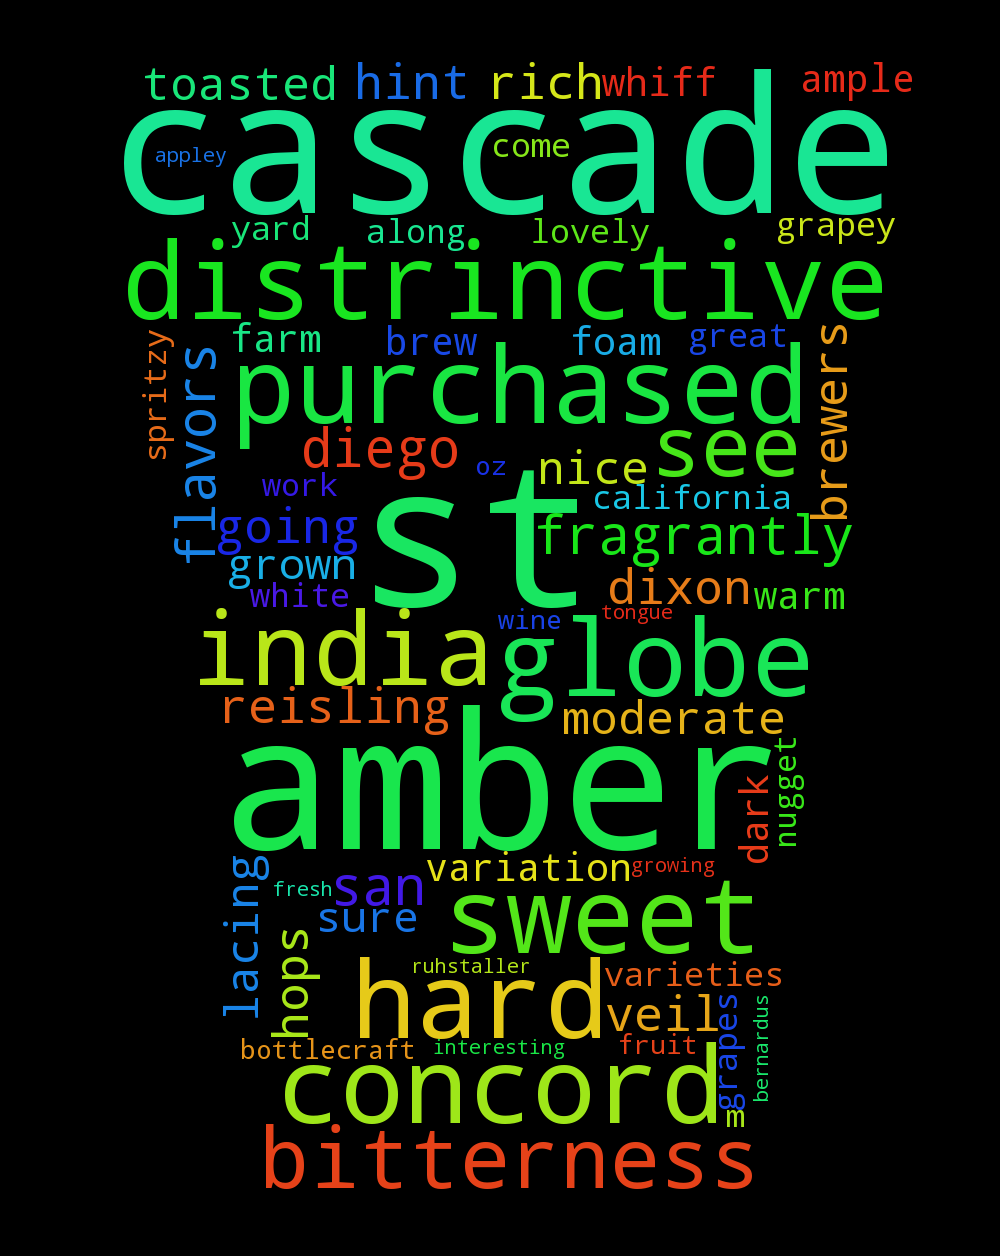 toasted hint rich whiff ample
cascade
appley come
yard along lovely grapey
distrinctive
spritzy flavors farm brew foam great brewers
purchased
diego oz nice see
work california
st
going fragrantly
grown dixon
white warm
wine tongue
india globe
reisling moderate
amber
dark nugget
variation growing
lacing fresh san
sure sweet
hops ruhstaller varieties
hard veil
grapes bernardus
bottlecraft interesting fruit
concord m
bitterness